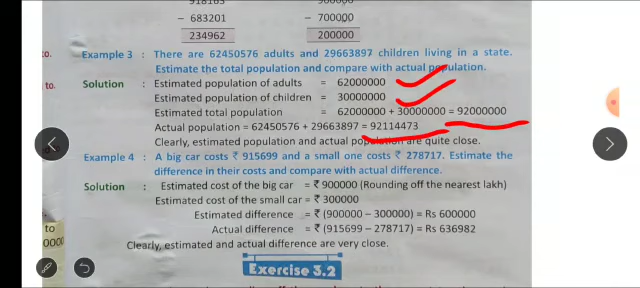 918163
− 683201
− 700000
234962
200000
to.
Example 3 : There are 62450576 adults and 29663897 children living in a state.
Estimate the total population and compare with actual population.
to.
Solution : Estimated population of adults = 62000000
Estimated population of children = 30000000
Estimated total population = 62000000 + 30000000 = 92000000
Actual population = 62450576 + 29663897 = 92114473
Clearly, estimated population and actual population are quite close.
Example 4 : A big car costs ₹ 915699 and a small one costs ₹ 278717. Estimate the
difference in their costs and compare with actual difference.
Solution : Estimated cost of the big car = ₹ 900000 (Rounding off the nearest lakh)
Estimated cost of the small car = ₹ 300000
Estimated difference = ₹ (900000 – 300000) = Rs 600000
to
Actual difference = ₹ (915699 – 278717) = Rs 636982
Clearly, estimated and actual difference are very close.
Exercise 3.2